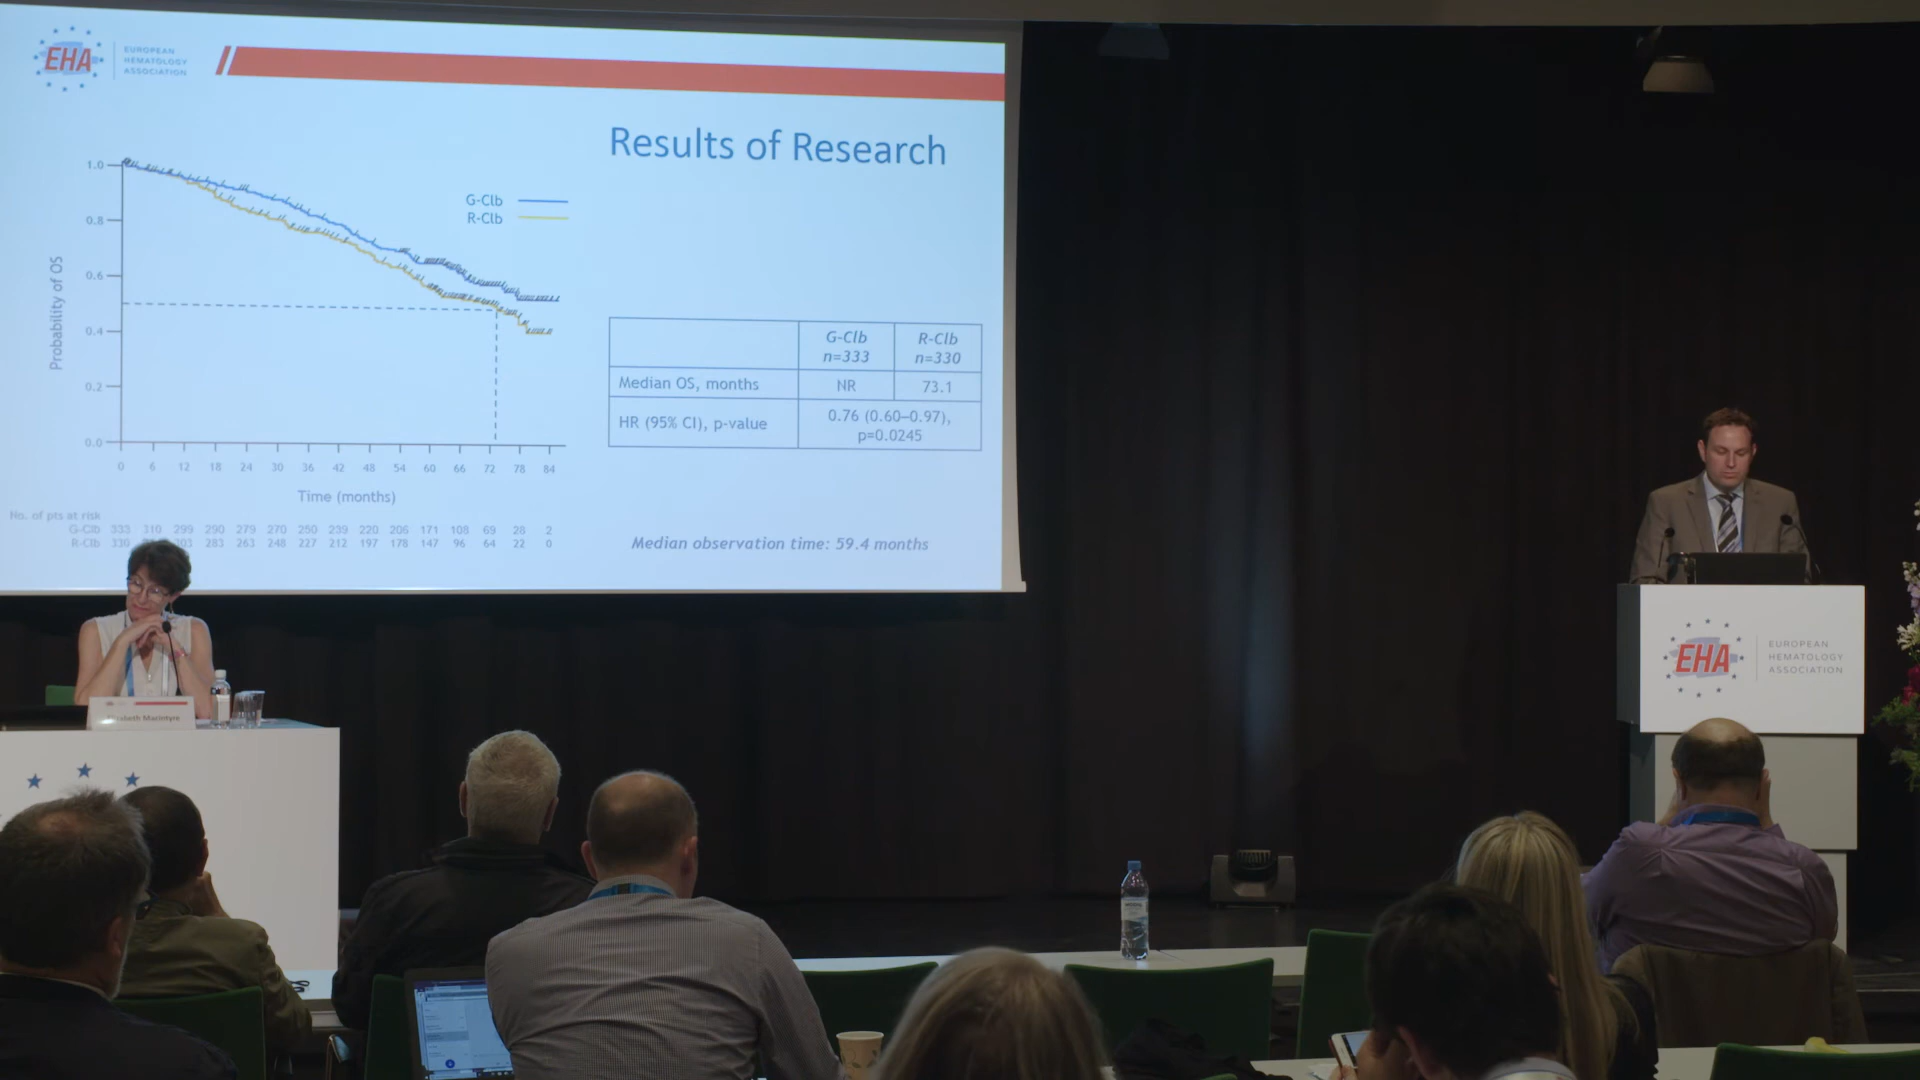 EHA
EUROPEAN
HEMATOLOGY
ASSOCIATION
Results of Research
G-Clb
R-Clb
Probability of OS
1.0
0.8
0.6
0.4
0.2
0.0
0 6 12 18 24 30 36 42 48 54 60 66 72 78 84
Time (months)
G-Clb R-Clb
n=333 n=330
Median OS, months NR 73.1
HR (95% CI), p-value 0.76 (0.60–0.97),
p=0.0245
No. of pts at risk
G-Clb 333 310 299 290 279 270 250 239 220 206 171 108 69 28 2
R-Clb 330 283 263 248 227 212 197 178 147 96 64 22 0
Median observation time: 59.4 months
Macintyre
EHA
EUROPEAN
HEMATOLOGY
ASSOCIATION